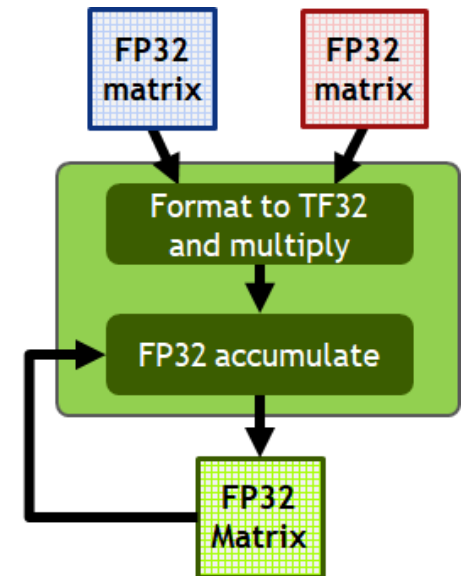 FP32
matrix
FP32
matrix
Format to TF32
and multiply
FP32 accumulate
FP32
Matrix